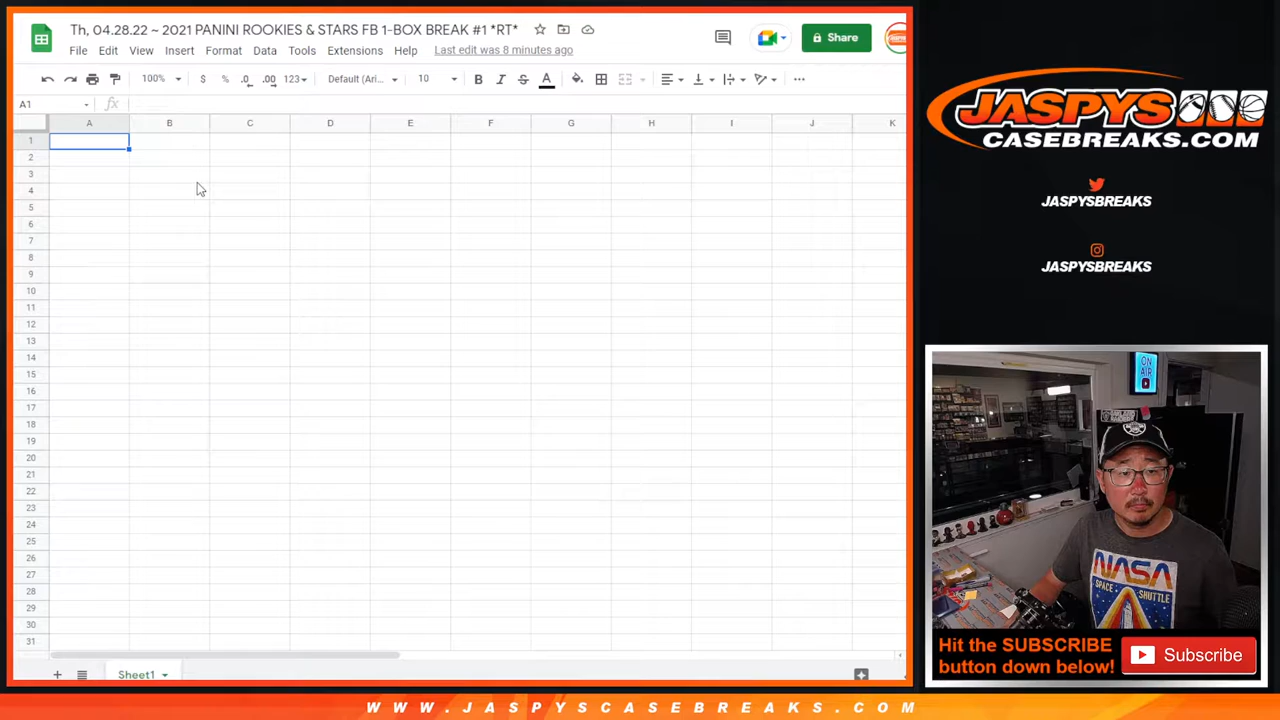 Th, 04.28.22 ~ 2021 PANINI ROOKIES & STARS FB 1-BOX BREAK #1 *RT*
File Edit View Insert Format Data Tools Extensions Help Last edit was 8 minutes ago
Share
100% $ % .0 .00 123 Default (Ari... 10 B I S A
A1 fx
A B C D E F G H I J K
1
2
3
4
5
6
7
8
9
10
11
12
13
14
15
16
17
18
19
20
21
22
23
24
25
26
27
28
29
30
31
Sheet1
JASPYS
CASEBREAKS.COM
JASPYSBREAKS
JASPYSBREAKS
ON
AIR
NASA
SPACE SHUTTLE
Hit the SUBSCRIBE
button down below!
Subscribe
WWW.JASPYSCASEBREAKS.COM